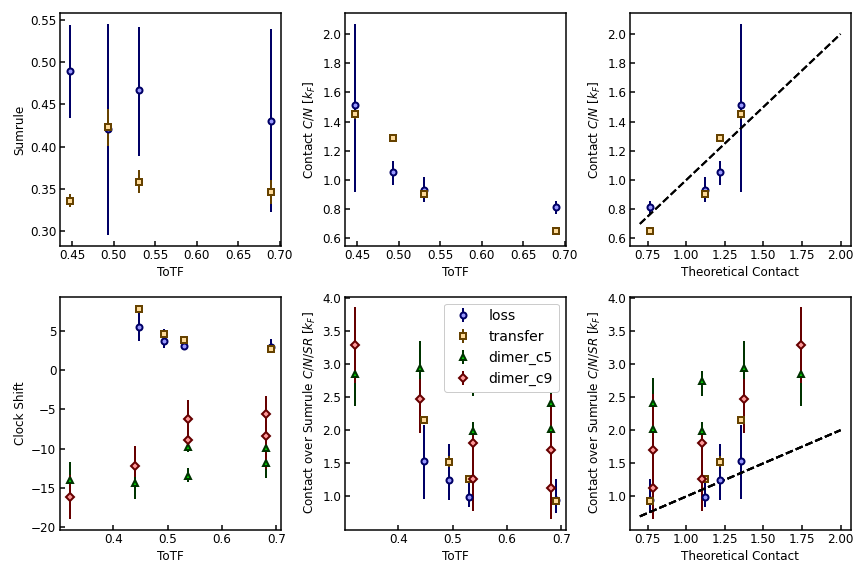 0.55
0.50
0.45
0.40
0.35
0.30
Sumrule
0.45 0.50 0.55 0.60 0.65 0.70
ToTF
2.0
1.8
1.6
1.4
1.2
1.0
0.8
0.6
Contact C/N [k_F]
0.45 0.50 0.55 0.60 0.65 0.70
ToTF
2.0
1.8
1.6
1.4
1.2
1.0
0.8
0.6
Contact C/N [k_F]
0.75 1.00 1.25 1.50 1.75 2.00
Theoretical Contact
5
0
−5
−10
−15
−20
Clock Shift
0.4 0.5 0.6 0.7
ToTF
4.0
3.5
3.0
2.5
2.0
1.5
1.0
Contact over Sumrule C/N/SR [k_F]
loss
transfer
dimer_c5
dimer_c9
0.4 0.5 0.6 0.7
ToTF
4.0
3.5
3.0
2.5
2.0
1.5
1.0
Contact over Sumrule C/N/SR [k_F]
0.75 1.00 1.25 1.50 1.75 2.00
Theoretical Contact